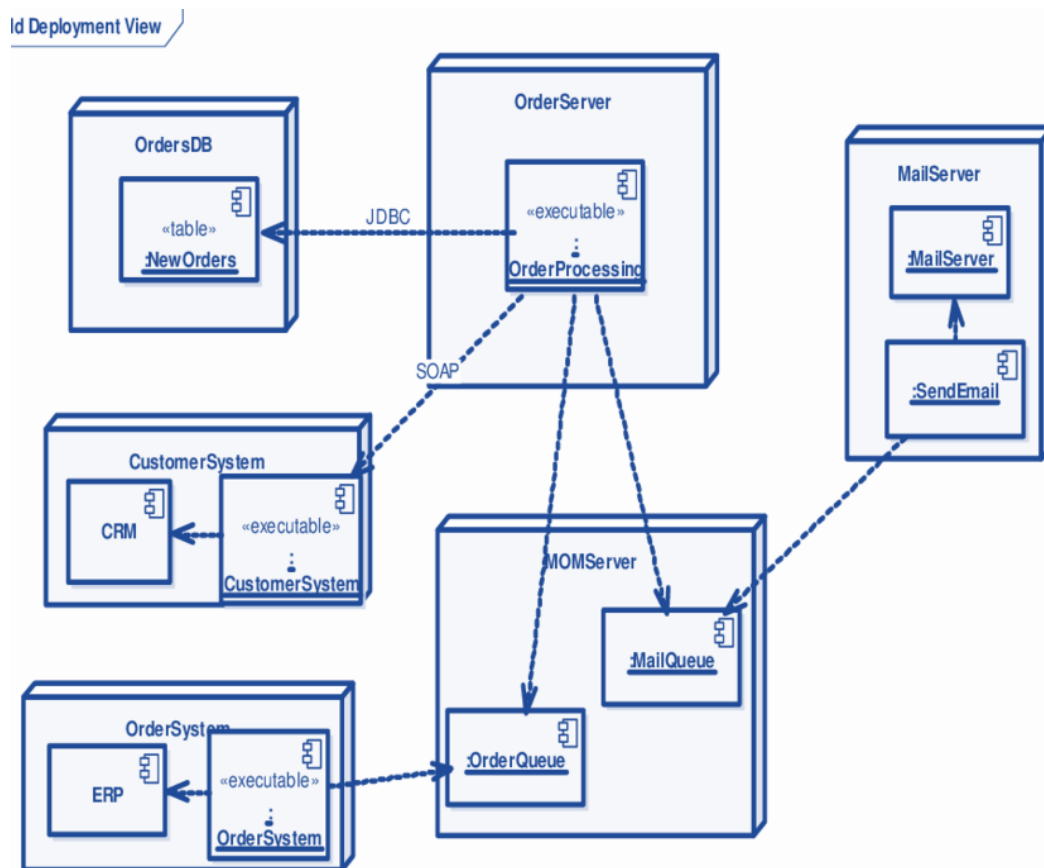 ld Deployment View
OrderServer
OrdersDB
«table»
:NewOrders
JDBC
«executable»
:
OrderProcessing
MailServer
:MailServer
:SendEmail
SOAP
CustomerSystem
CRM
«executable»
:
CustomerSystem
MOMServer
:MailQueue
:OrderQueue
OrderSystem
ERP
«executable»
:
OrderSystem